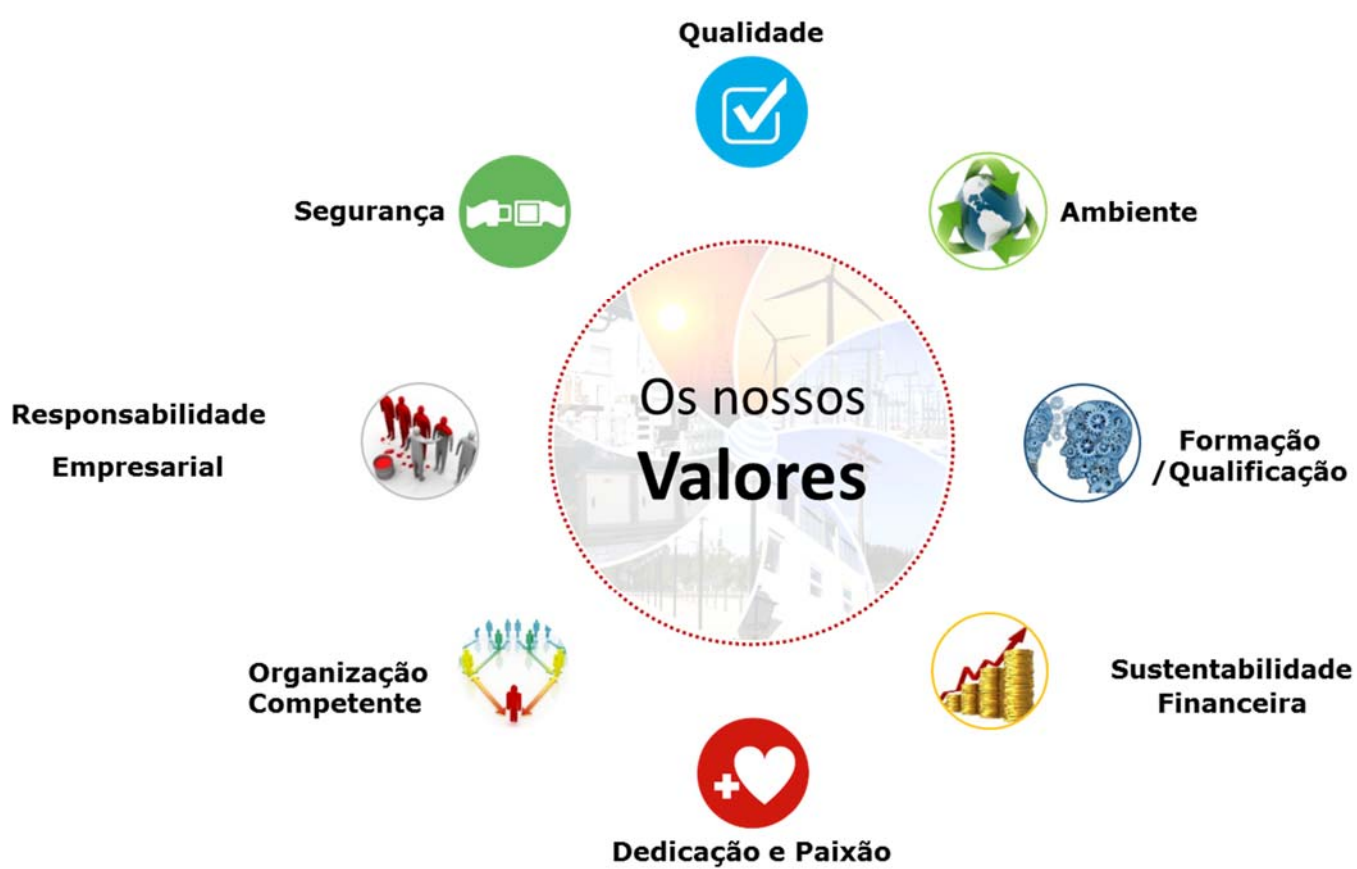 Qualidade
Segurança
Ambiente
Os nossos
Valores
Responsabilidade
Empresarial
Formação
/Qualificação
Organização
Competente
Sustentabilidade
Financeira
Dedicação e Paixão